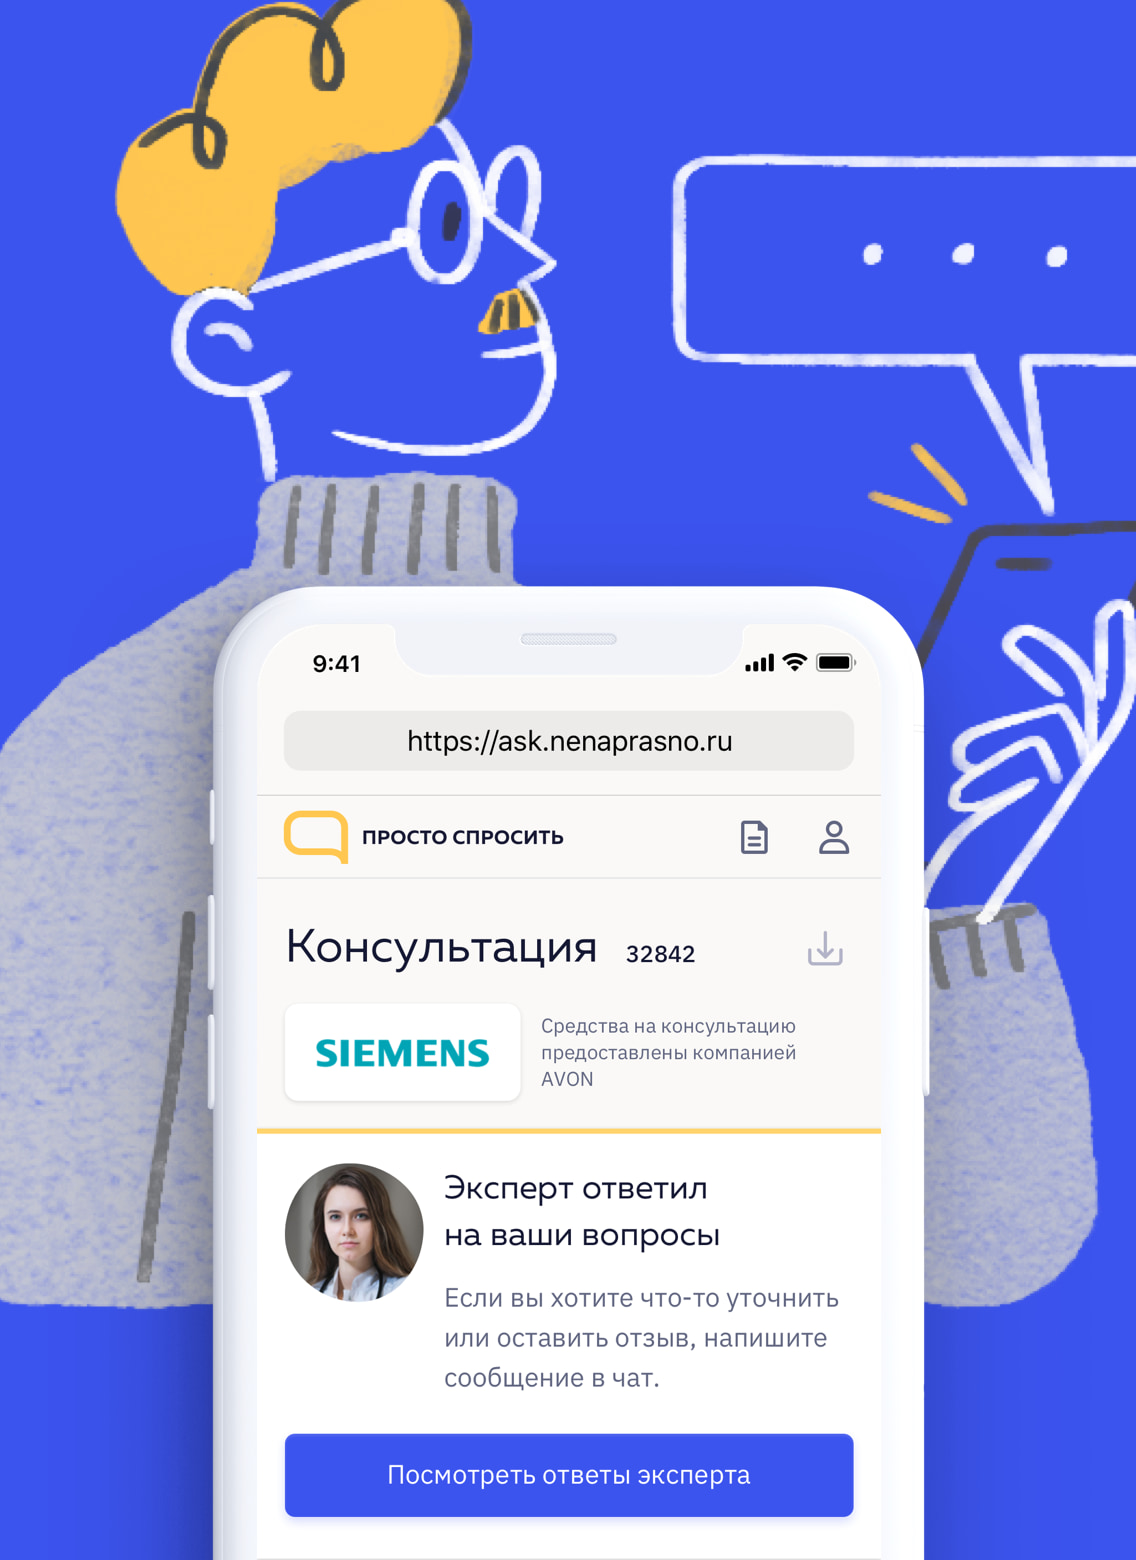 9:41
https://ask.nenaprasno.ru
ПРОСТО СПРОСИТЬ
Консультация 32842
SIEMENS
Средства на консультацию
предоставлены компанией
AVON
Эксперт ответил
на ваши вопросы
Если вы хотите что-то уточнить
или оставить отзыв, напишите
сообщение в чат.
Посмотреть ответы эксперта